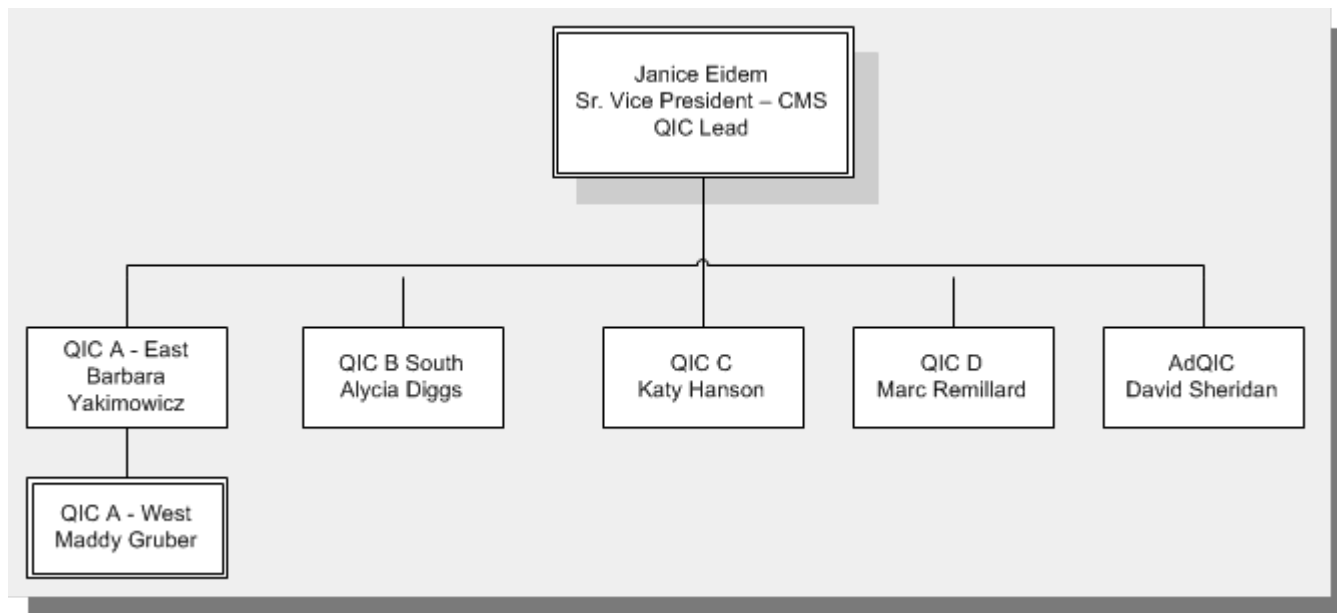 Janice Eidem
Sr. Vice President – CMS
QIC Lead
QIC A - East
Barbara
Yakimowicz
QIC B South
Alycia Diggs
QIC C
Katy Hanson
QIC D
Marc Remillard
AdQIC
David Sheridan
QIC A - West
Maddy Gruber